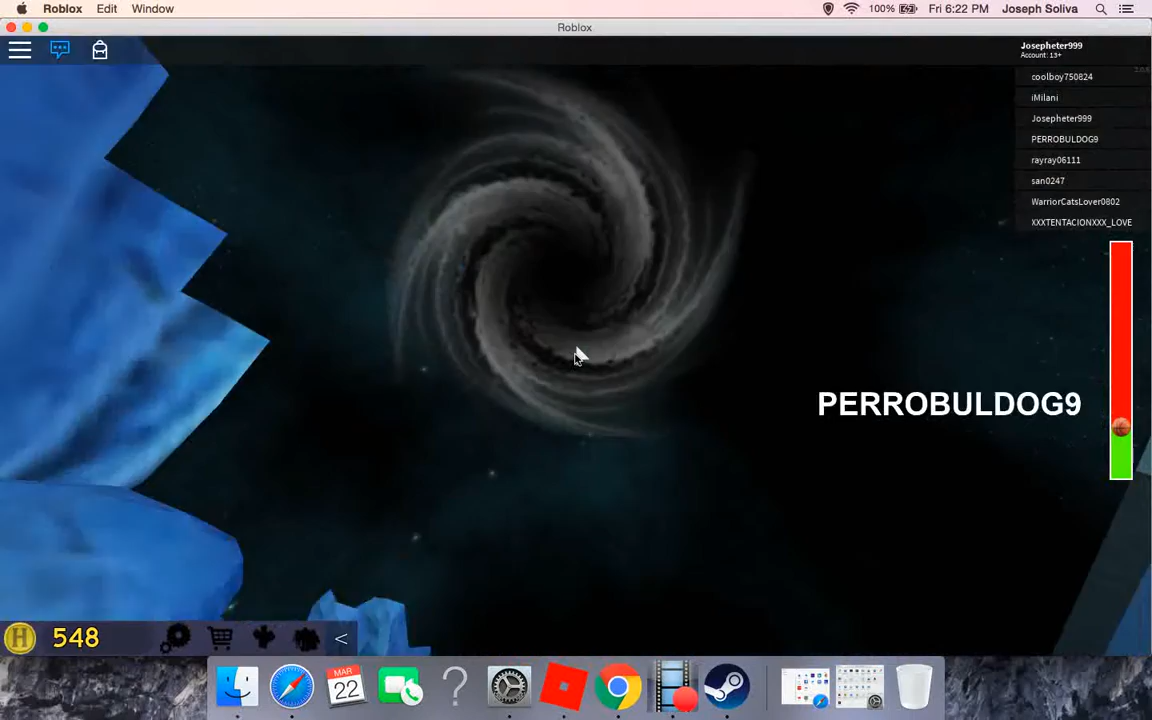 Roblox Edit Window 100% Fri 6:22 PM Joseph Soliva
Roblox
Josepheter999
Account: 13+
coolboy750824
iMilani
Josepheter999
PERROBULDOG9
rayray06111
san0247
WarriorCatsLover0802
XXXTENTACIONXXX_LOVE
PERROBULDOG9
H 548 <
MAR
22